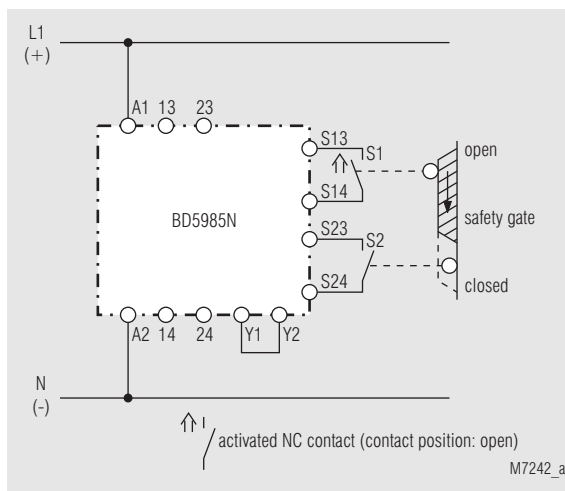 L1
(+)
A1 13 23
S13
S1
open
S14
BD5985N
safety gate
S23
S2
S24
closed
A2 14 24 Y1 Y2
N
(-)
activated NC contact (contact position: open)
M7242_a